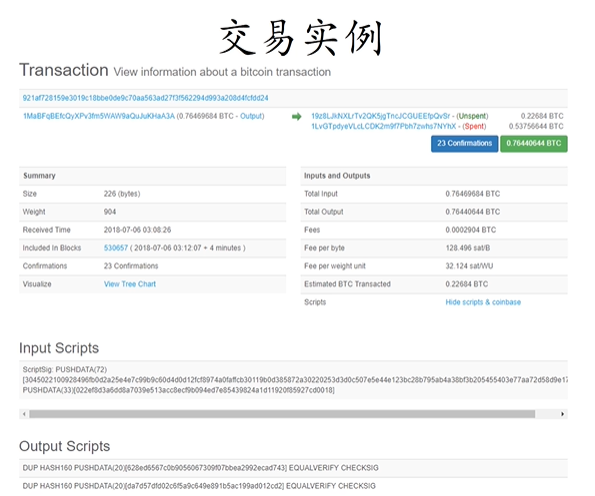 交易实例
Transaction View information about a bitcoin transaction
921af728159e3019c18bbe0de9c70aa563ad27f3f562294d993a208d4fcfdd24
1MaBFqBEfcQyXPv3fm5WAW9aQuJuKHaA3A (0.76469684 BTC - Output)
19z8LJkNXLrTv2QK5jgTncJCGUEEfpQvSr - (Unspent) 0.22684 BTC
1LvGTpdyeVLcLCDK2m9f7Pbh7zwhs7NYhX - (Spent) 0.53756644 BTC
23 Confirmations 0.76440644 BTC
Summary
Size 226 (bytes)
Weight 904
Received Time 2018-07-06 03:08:26
Included In Blocks 530657 ( 2018-07-06 03:12:07 + 4 minutes )
Confirmations 23 Confirmations
Visualize View Tree Chart
Inputs and Outputs
Total Input 0.76469684 BTC
Total Output 0.76440644 BTC
Fees 0.0002904 BTC
Fee per byte 128.496 sat/B
Fee per weight unit 32.124 sat/WU
Estimated BTC Transacted 0.22684 BTC
Scripts Hide scripts & coinbase
Input Scripts
ScriptSig: PUSHDATA(72)
[3045022100928496fb0d2a25e4e7c99b9c60d4d0d12fcf8974a0faffcb30119b0d385872a30220253d3d0c507e5e44e123bc28b795ab4a38bf3b205455403e77aa72d58d9e17
PUSHDATA(33)[022ef8d3a6dd8a7039e513acc8ecf9b094ed7e85439824a1d11920f85927cd0018]
Output Scripts
DUP HASH160 PUSHDATA(20)[628ed6567c0b9056067309f07bbea2992ecad743] EQUALVERIFY CHECKSIG
DUP HASH160 PUSHDATA(20)[da7d57dfd02c6f5a9c649e891b5ac199ad012cd2] EQUALVERIFY CHECKSIG